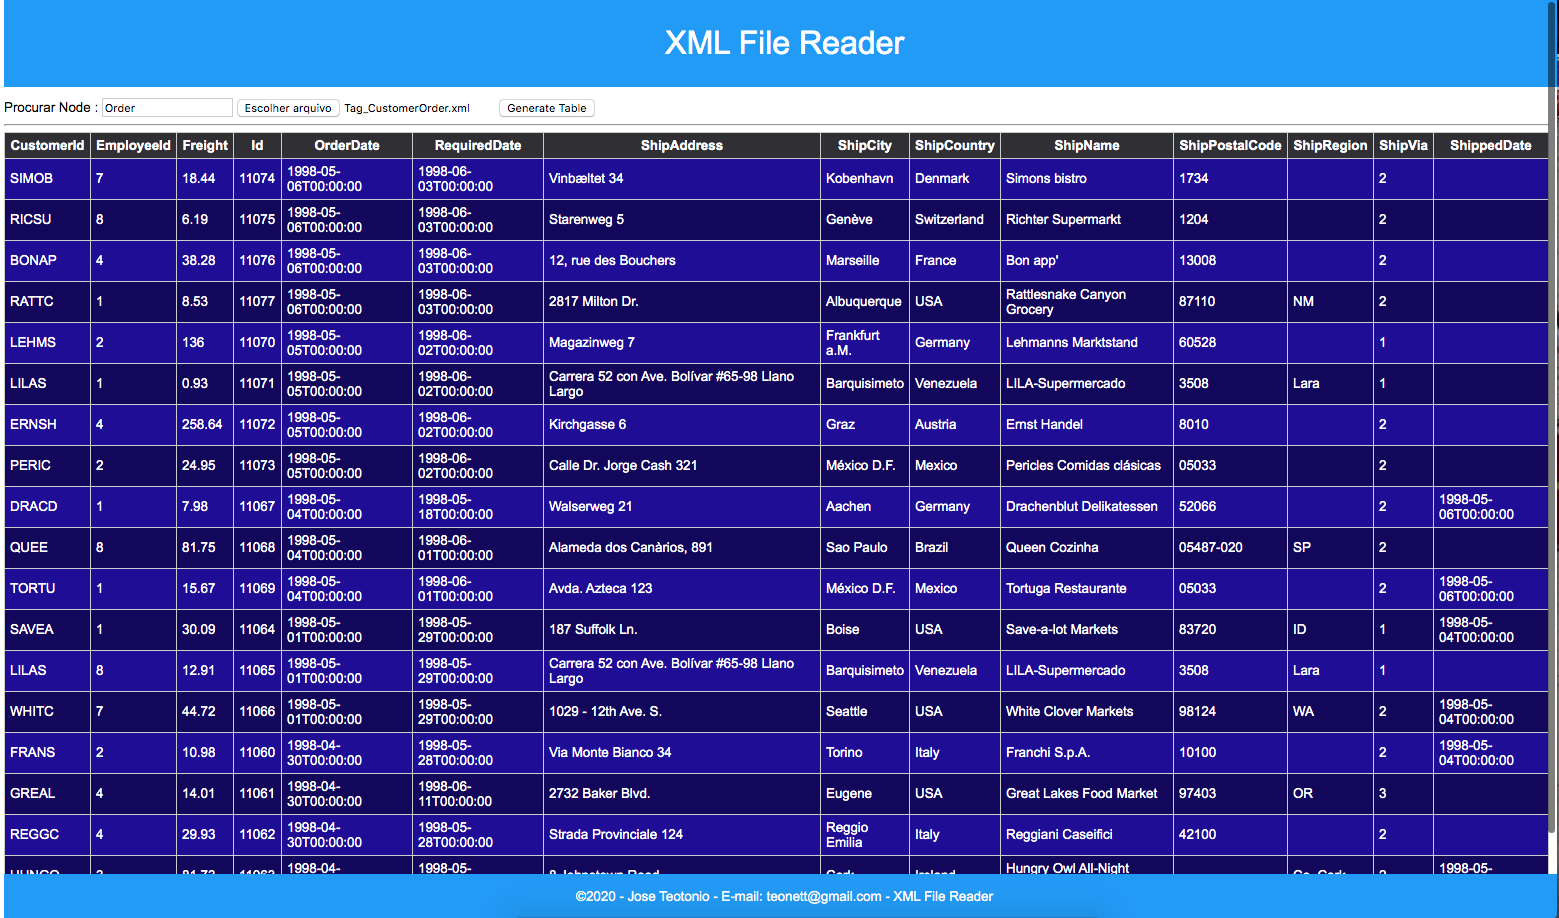 XML File Reader
Procurar Node : Order Escolher arquivo Tag_CustomerOrder.xml Generate Table
CustomerId EmployeeId Freight Id OrderDate RequiredDate ShipAddress ShipCity ShipCountry ShipName ShipPostalCode ShipRegion ShipVia ShippedDate
SIMOB 7 18.44 11074 1998-05-06T00:00:00 1998-06-03T00:00:00 Vinbæltet 34 Kobenhavn Denmark Simons bistro 1734 2
RICSU 8 6.19 11075 1998-05-06T00:00:00 1998-06-03T00:00:00 Starenweg 5 Genève Switzerland Richter Supermarkt 1204 2
BONAP 4 38.28 11076 1998-05-06T00:00:00 1998-06-03T00:00:00 12, rue des Bouchers Marseille France Bon app' 13008 2
RATTC 1 8.53 11077 1998-05-06T00:00:00 1998-06-03T00:00:00 2817 Milton Dr. Albuquerque USA Rattlesnake Canyon Grocery 87110 NM 2
LEHMS 2 136 11070 1998-05-05T00:00:00 1998-06-02T00:00:00 Magazinweg 7 Frankfurt a.M. Germany Lehmanns Marktstand 60528 1
LILAS 1 0.93 11071 1998-05-05T00:00:00 1998-06-02T00:00:00 Carrera 52 con Ave. Bolívar #65-98 Llano Largo Barquisimeto Venezuela LILA-Supermercado 3508 Lara 1
ERNSH 4 258.64 11072 1998-05-05T00:00:00 1998-06-02T00:00:00 Kirchgasse 6 Graz Austria Ernst Handel 8010 2
PERIC 2 24.95 11073 1998-05-05T00:00:00 1998-06-02T00:00:00 Calle Dr. Jorge Cash 321 México D.F. Mexico Pericles Comidas clásicas 05033 2
DRACD 1 7.98 11067 1998-05-04T00:00:00 1998-05-18T00:00:00 Walserweg 21 Aachen Germany Drachenblut Delikatessen 52066 2 1998-05-06T00:00:00
QUEE 8 81.75 11068 1998-05-04T00:00:00 1998-06-01T00:00:00 Alameda dos Canàrios, 891 Sao Paulo Brazil Queen Cozinha 05487-020 SP 2
TORTU 1 15.67 11069 1998-05-04T00:00:00 1998-06-01T00:00:00 Avda. Azteca 123 México D.F. Mexico Tortuga Restaurante 05033 2 1998-05-06T00:00:00
SAVEA 1 30.09 11064 1998-05-01T00:00:00 1998-05-29T00:00:00 187 Suffolk Ln. Boise USA Save-a-lot Markets 83720 ID 1 1998-05-04T00:00:00
LILAS 8 12.91 11065 1998-05-01T00:00:00 1998-05-29T00:00:00 Carrera 52 con Ave. Bolívar #65-98 Llano Largo Barquisimeto Venezuela LILA-Supermercado 3508 Lara 1
WHITC 7 44.72 11066 1998-05-01T00:00:00 1998-05-29T00:00:00 1029 - 12th Ave. S. Seattle USA White Clover Markets 98124 WA 2 1998-05-04T00:00:00
FRANS 2 10.98 11060 1998-04-30T00:00:00 1998-05-28T00:00:00 Via Monte Bianco 34 Torino Italy Franchi S.p.A. 10100 2 1998-05-04T00:00:00
GREAL 4 14.01 11061 1998-04-30T00:00:00 1998-06-11T00:00:00 2732 Baker Blvd. Eugene USA Great Lakes Food Market 97403 OR 3
REGGC 4 29.93 11062 1998-04-30T00:00:00 1998-05-28T00:00:00 Strada Provinciale 124 Reggio Emilia Italy Reggiani Caseifici 42100 2
1998-04- 1998-05- Hungry Owl All-Night 1998-05-
©2020 - Jose Teotonio - E-mail: teonett@gmail.com - XML File Reader